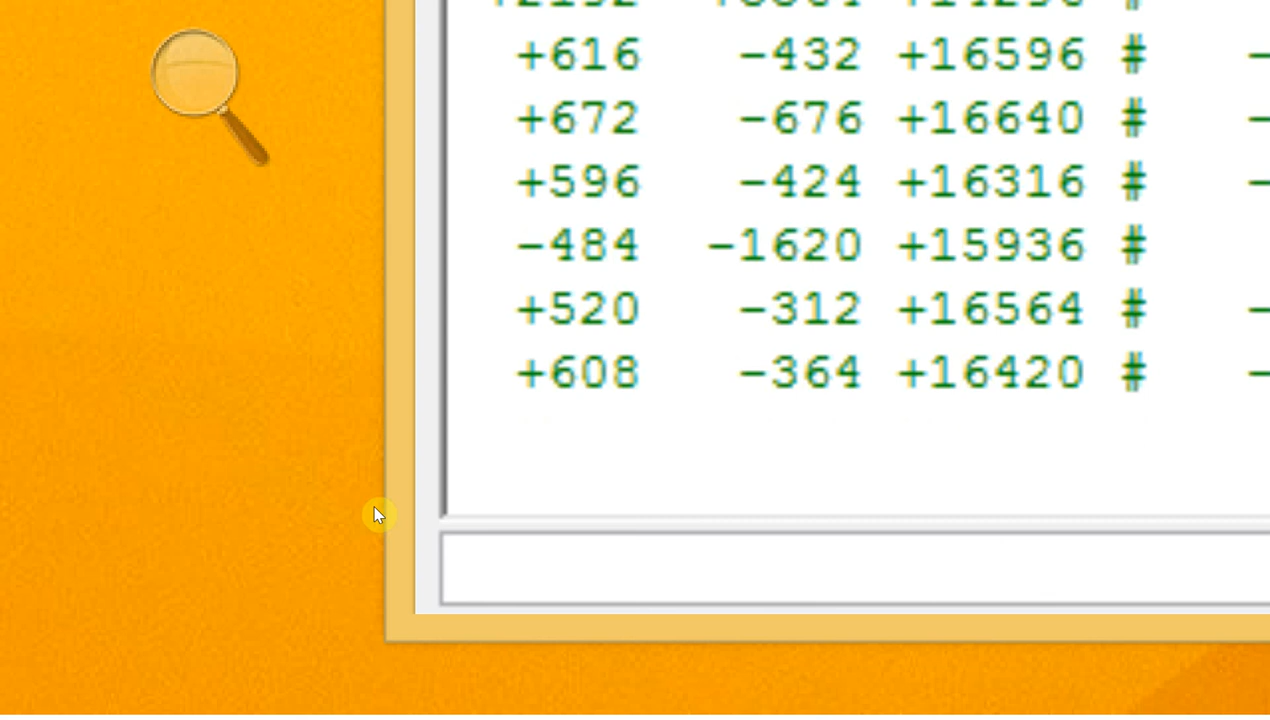 +616 -432 +16596 # -
+672 -676 +16640 # -
+596 -424 +16316 # -
-484 -1620 +15936 #
+520 -312 +16564 # -
+608 -364 +16420 # -